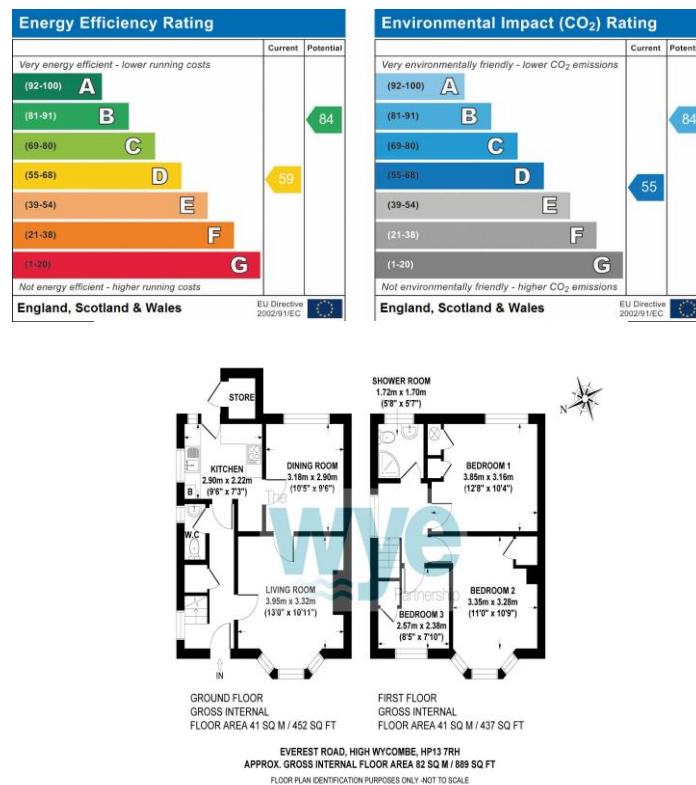 Energy Efficiency Rating
Current Potential
Very energy efficient - lower running costs
(92-100) A
(81-91) B
84
(69-80) C
(55-68) D
59
(39-54) E
(21-38) F
(1-20) G
Not energy efficient - higher running costs
England, Scotland & Wales
EU Directive
2002/91/EC
Environmental Impact (CO₂) Rating
Current Potential
Very environmentally friendly - lower CO₂ emissions
(92-100) A
(81-91) B
84
(69-80) C
(55-68) D
55
(39-54) E
(21-38) F
(1-20) G
Not environmentally friendly - higher CO₂ emissions
England, Scotland & Wales
EU Directive
2002/91/EC
STORE
KITCHEN
2.90m x 2.22m
(9'6" x 7'3")
B
DINING ROOM
3.18m x 2.90m
(10'5" x 9'6")
W.C
LIVING ROOM
3.95m x 3.32m
(13'0" x 10'11")
IN
SHOWER ROOM
1.72m x 1.70m
(5'8" x 5'7")
N
BEDROOM 1
3.85m x 3.16m
(12'8" x 10'4")
BEDROOM 2
3.35m x 3.28m
(11'0" x 10'9")
BEDROOM 3
2.57m x 2.38m
(8'5" x 7'10")
The
wye
Partnership
GROUND FLOOR
GROSS INTERNAL
FLOOR AREA 41 SQ M / 452 SQ FT
FIRST FLOOR
GROSS INTERNAL
FLOOR AREA 41 SQ M / 437 SQ FT
EVEREST ROAD, HIGH WYCOMBE, HP13 7RH
APPROX. GROSS INTERNAL FLOOR AREA 82 SQ M / 889 SQ FT
FLOOR PLAN IDENTIFICATION PURPOSES ONLY -NOT TO SCALE